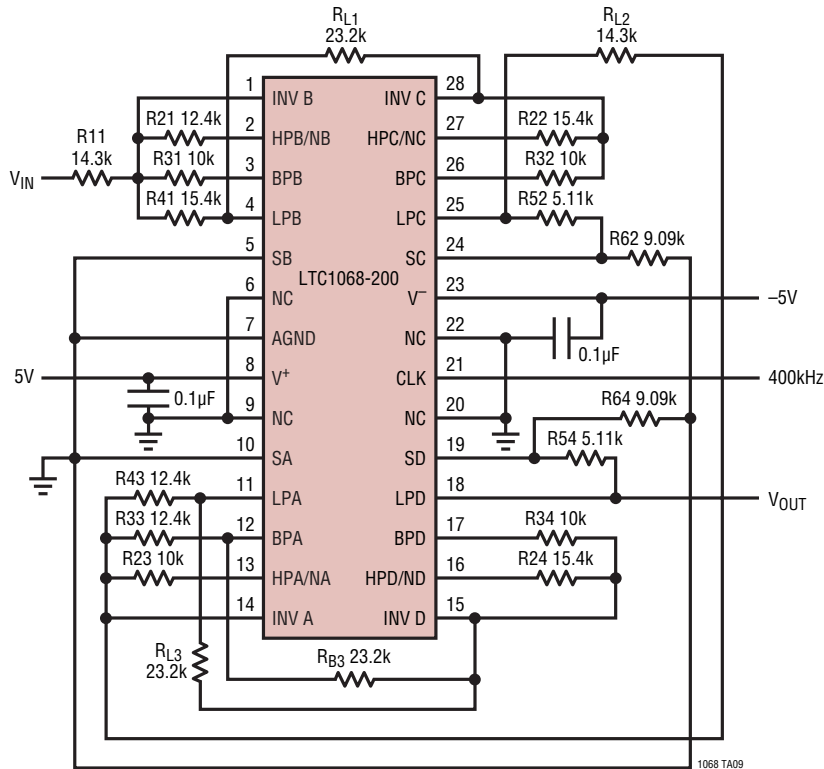 RL1
23.2k
RL2
14.3k
1 INV B INV C 28
R21 12.4k 2 HPB/NB HPC/NC 27 R22 15.4k
R11
14.3k
VIN
R31 10k 3 BPB BPC 26 R32 10k
R41 15.4k 4 LPB LPC 25 R52 5.11k
5 SB SC 24 R62 9.09k
LTC1068-200
6 NC V– 23 –5V
7 AGND NC 22
0.1µF
5V 8 V+ CLK 21 400kHz
0.1µF
9 NC NC 20 R64 9.09k
10 SA SD 19 R54 5.11k
R43 12.4k 11 LPA LPD 18 VOUT
R33 12.4k 12 BPA BPD 17 R34 10k
R23 10k 13 HPA/NA HPD/ND 16 R24 15.4k
14 INV A INV D 15
RL3
23.2k
RB3 23.2k
1068 TA09